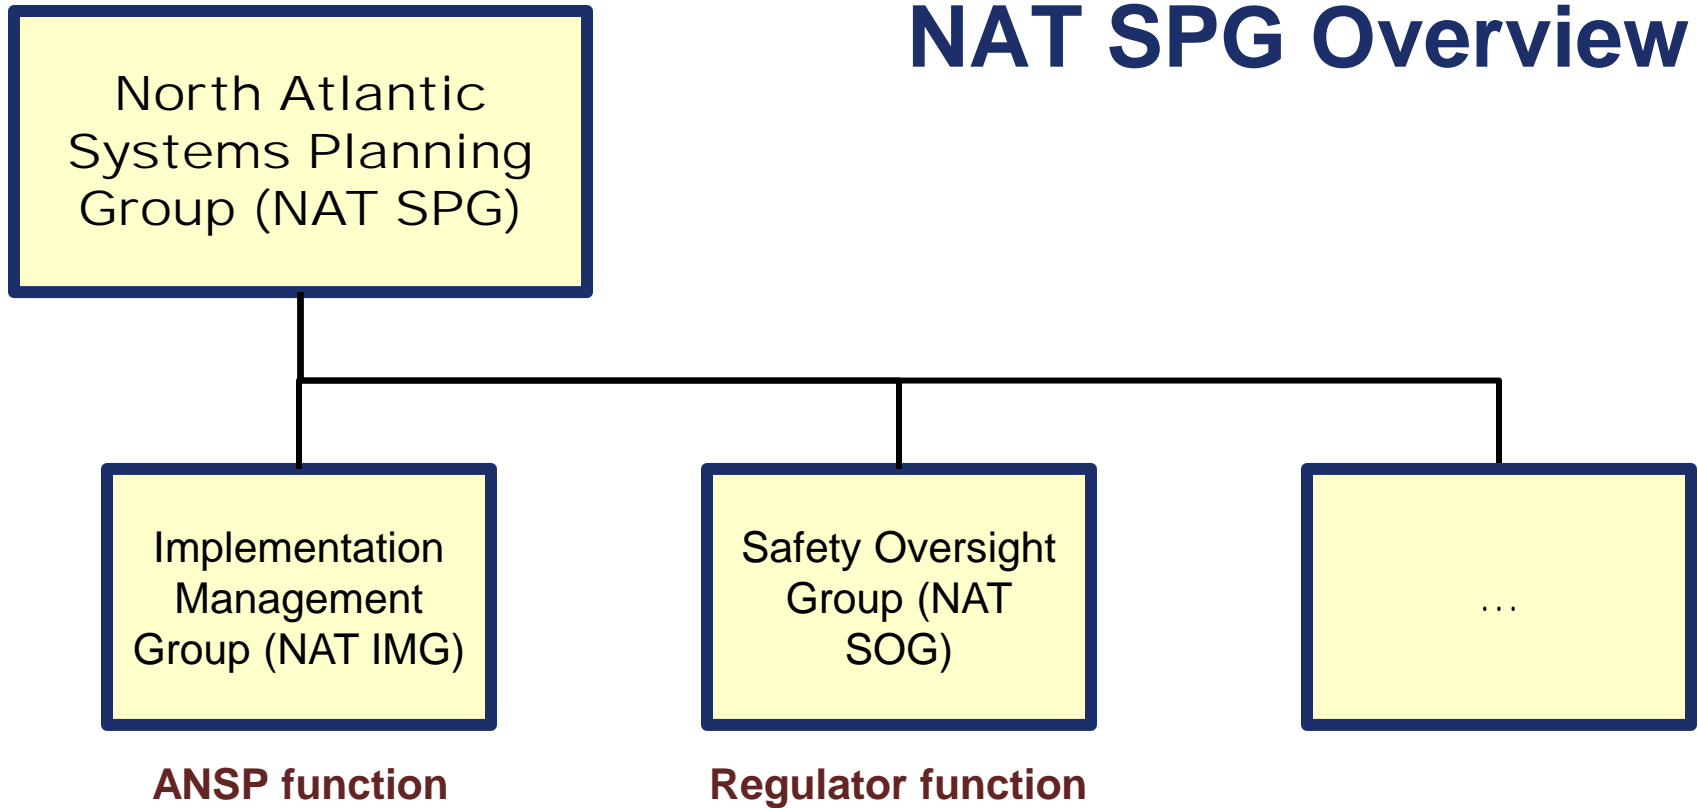 NAT SPG Overview
North Atlantic
Systems Planning
Group (NAT SPG)
Implementation
Management
Group (NAT IMG)
Safety Oversight
Group (NAT
SOG)
...
ANSP function
Regulator function